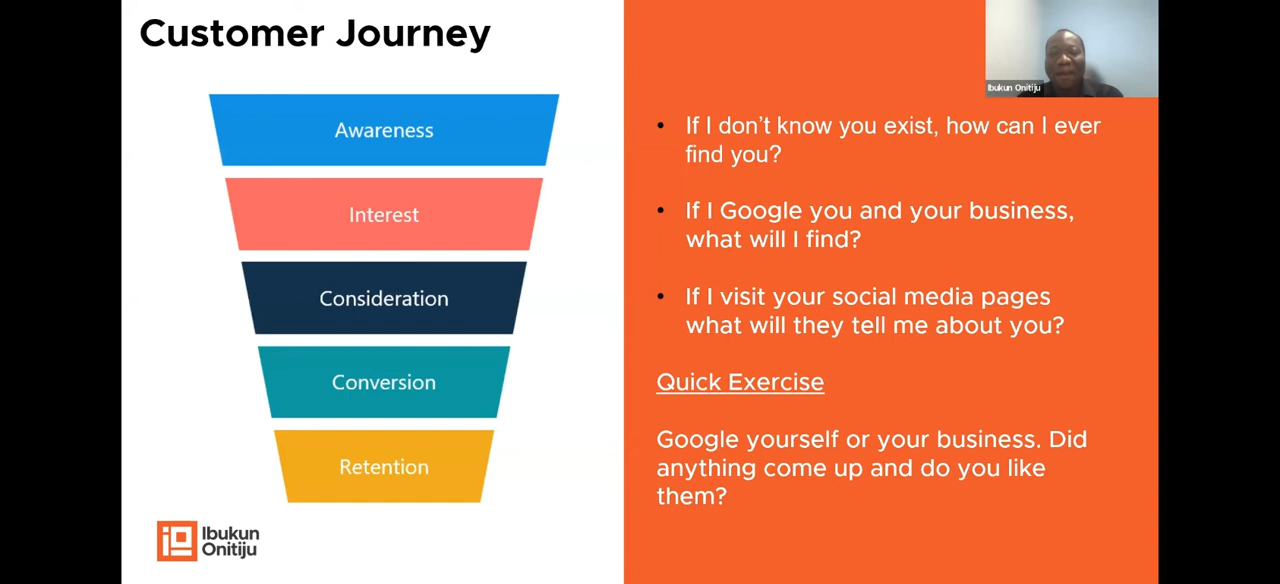 Customer Journey
Awareness
Interest
Consideration
Conversion
Retention
Ibukun
Onitiju
Ibukun Onitiju
• If I don't know you exist, how can I ever
find you?
• If I Google you and your business,
what will I find?
• If I visit your social media pages
what will they tell me about you?
Quick Exercise
Google yourself or your business. Did
anything come up and do you like
them?